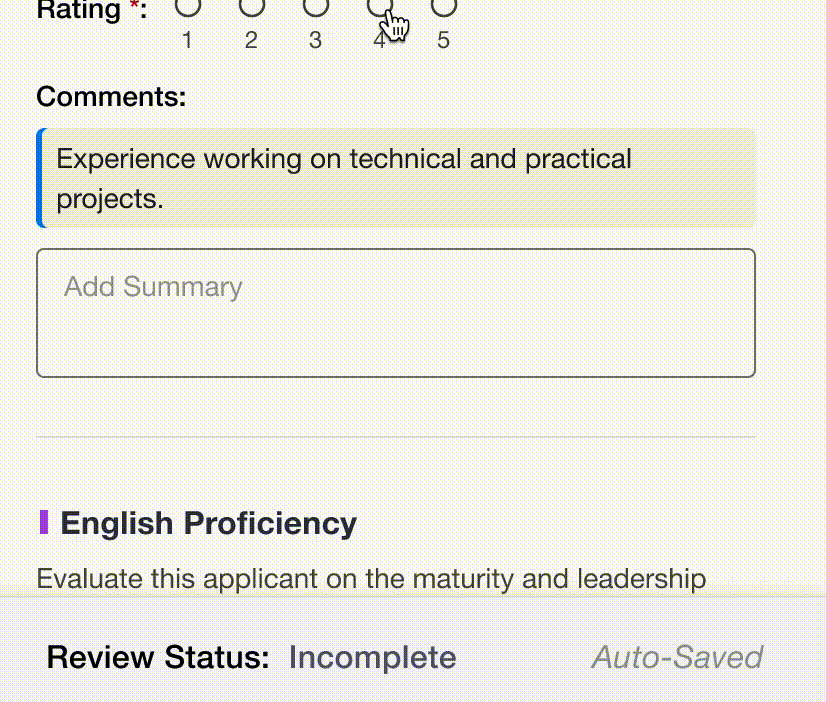 Rating *:
1 2 3 4 5
Comments:
Experience working on technical and practical
projects.
Add Summary
English Proficiency
Evaluate this applicant on the maturity and leadership
Review Status: Incomplete Auto-Saved